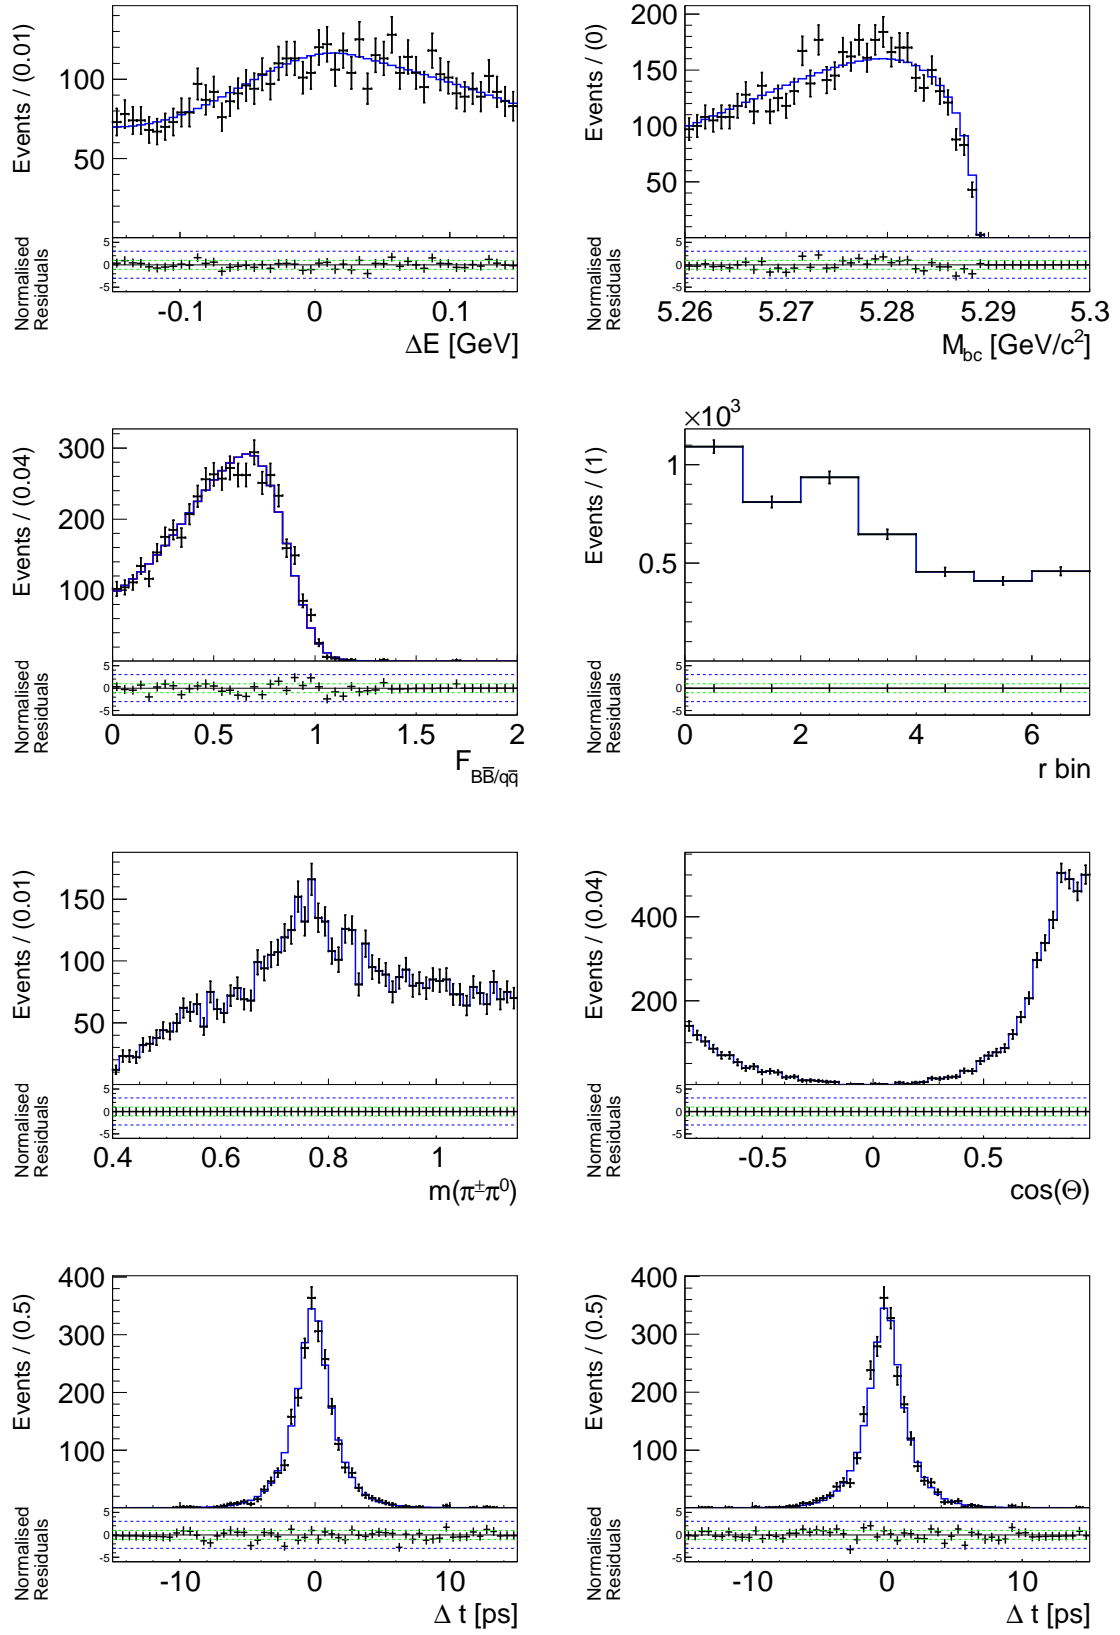 Events / (0.01)
100
50
Normalised
Residuals
5
0
-5
-0.1 0 0.1
ΔE [GeV]
Events / (0)
200
150
100
50
Normalised
Residuals
5
0
-5
5.26 5.27 5.28 5.29 5.3
M_bc [GeV/c²]
Events / (0.04)
300
200
100
Normalised
Residuals
5
0
-5
0 0.5 1 1.5 2
F_BB̅/qq̅
×10³
Events / (1)
1
0.5
Normalised
Residuals
5
0
-5
0 2 4 6
r bin
Events / (0.01)
150
100
50
Normalised
Residuals
5
0
-5
0.4 0.6 0.8 1
m(π±π⁰)
Events / (0.04)
400
200
Normalised
Residuals
5
0
-5
-0.5 0 0.5
cos(Θ)
Events / (0.5)
400
300
200
100
Normalised
Residuals
5
0
-5
-10 0 10
Δ t [ps]
Events / (0.5)
400
300
200
100
Normalised
Residuals
5
0
-5
-10 0 10
Δ t [ps]